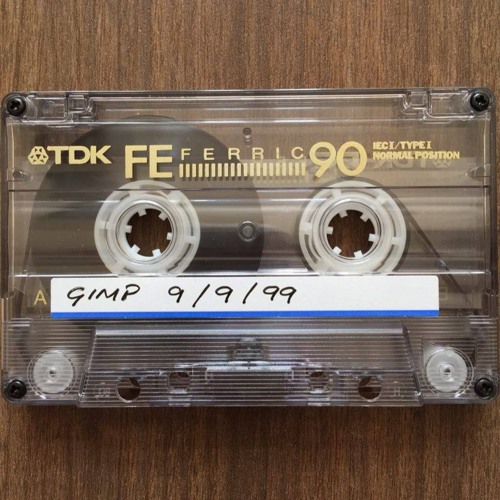 TDK FE FERRIC 90 IEC I / TYPE I
NORMAL POSITION
A GIMP 9/9/99